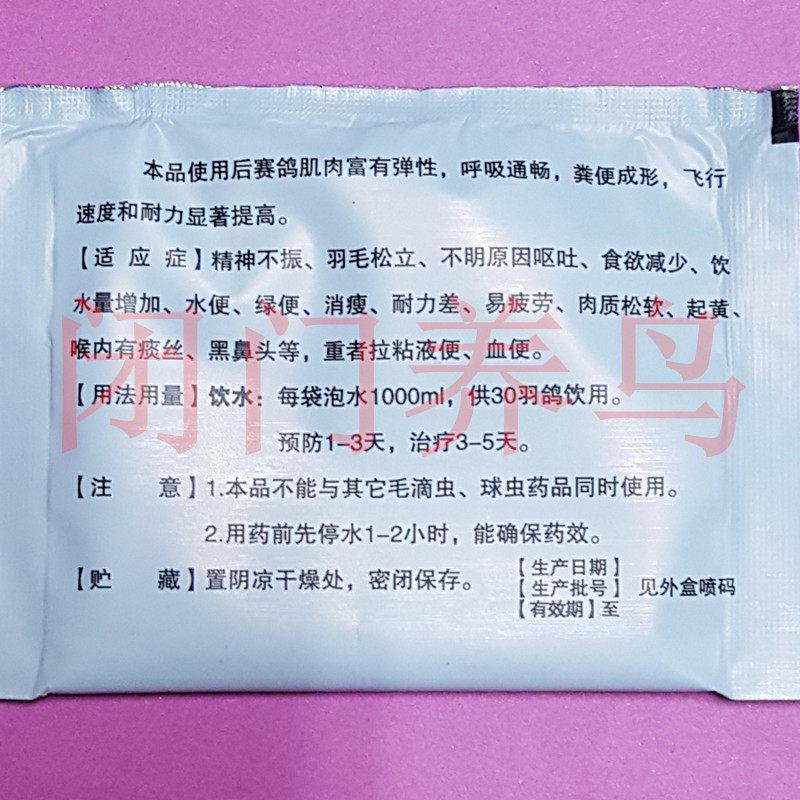 本品使用后赛鸽肌肉富有弹性，呼吸通畅，粪便成形，飞行
速度和耐力显著提高。
【适 应 症】精神不振、羽毛松立、不明原因呕吐、食欲减少、饮
水量增加、水便、绿便、消瘦、耐力差、易疲劳、肉质松软、起黄、
喉内有痰丝、黑鼻头等，重者拉粘液便、血便。
【用法用量】饮水：每袋泡水1000ml，供30羽鸽饮用。
预防1-3天，治疗3-5天。
【注 意】1.本品不能与其它毛滴虫、球虫药品同时使用。
2.用药前先停水1-2小时，能确保药效。
【贮 藏】置阴凉干燥处，密闭保存。
【生产日期】
【生产批号】 见外盒喷码
【有效期】至
闭门养鸟